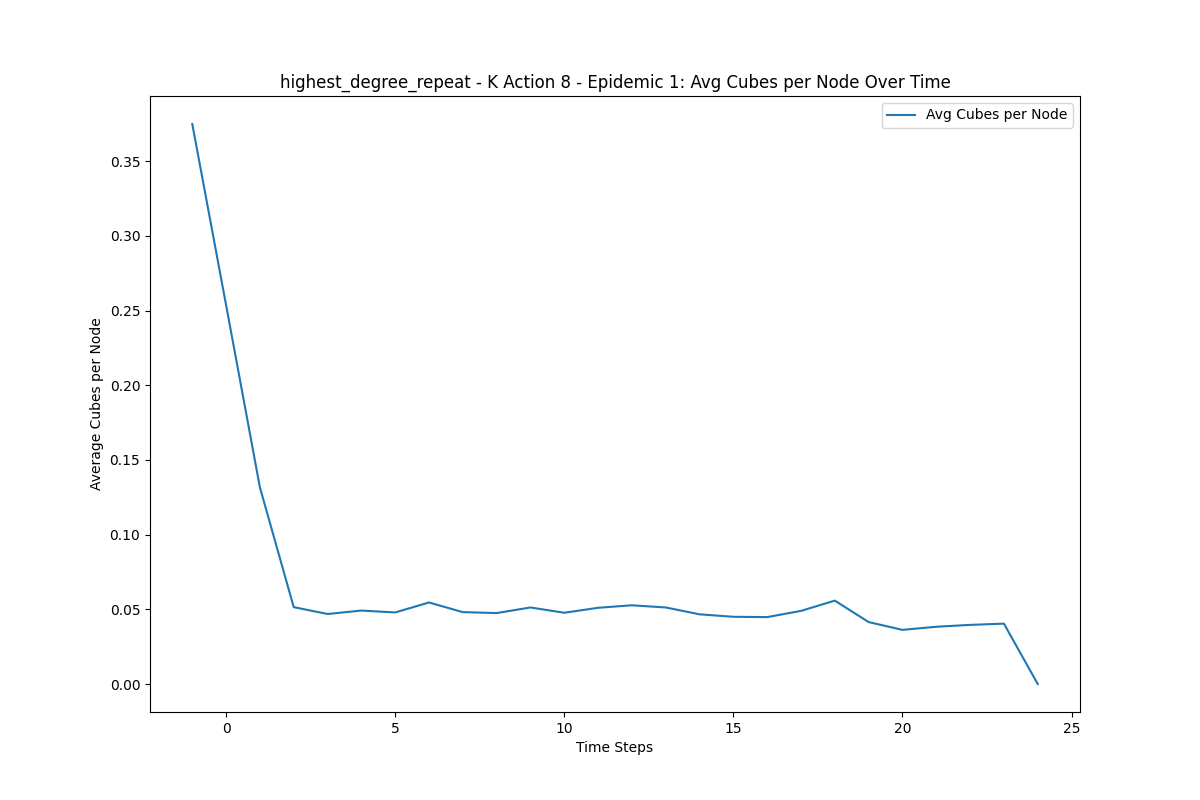 highest_degree_repeat - K Action 8 - Epidemic 1: Avg Cubes per Node Over Time
Avg Cubes per Node
Average Cubes per Node
0.35
0.30
0.25
0.20
0.15
0.10
0.05
0.00
0 5 10 15 20 25
Time Steps